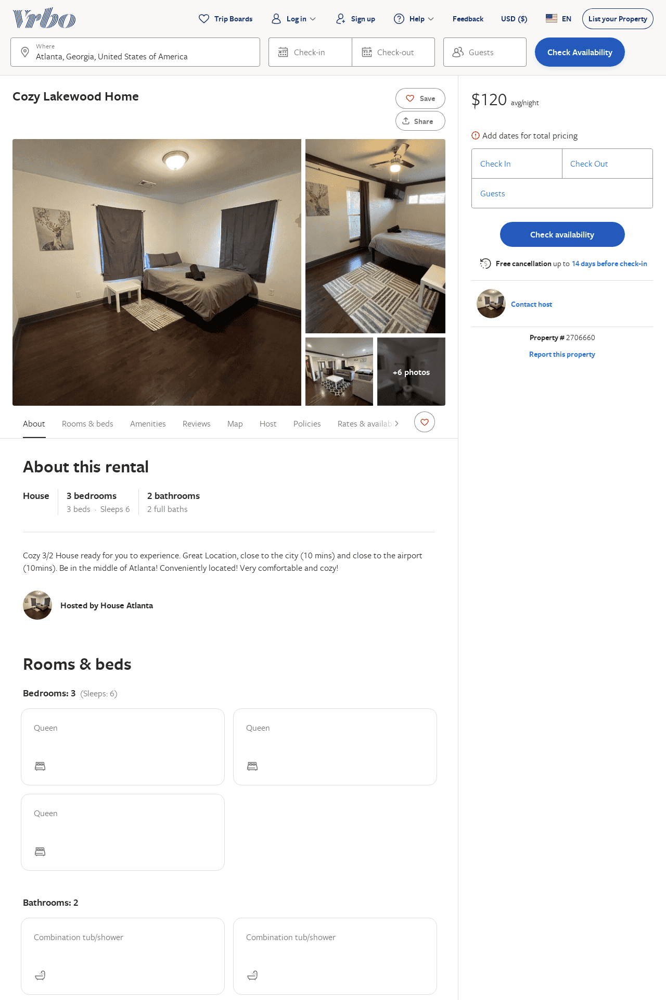 Vrbo
Trip Boards
Log in
Sign up
Help
Feedback
USD ($)
EN
List your Property
Where
Atlanta, Georgia, United States of America
Check-in
Check-out
Guests
Check Availability
Cozy Lakewood Home
Save
Share
+6 photos
About
Rooms & beds
Amenities
Reviews
Map
Host
Policies
Rates & availab
About this rental
House
3 bedrooms
3 beds · Sleeps 6
2 bathrooms
2 full baths
Cozy 3/2 House ready for you to experience. Great Location, close to the city (10 mins) and close to the airport
(10mins). Be in the middle of Atlanta! Conveniently located! Very comfortable and cozy!
Hosted by House Atlanta
Rooms & beds
Bedrooms: 3 (Sleeps: 6)
Queen
Queen
Queen
Bathrooms: 2
Combination tub/shower
Combination tub/shower
$120 avg/night
Add dates for total pricing
Check In
Check Out
Guests
Check availability
Free cancellation up to 14 days before check-in
Contact host
Property # 2706660
Report this property